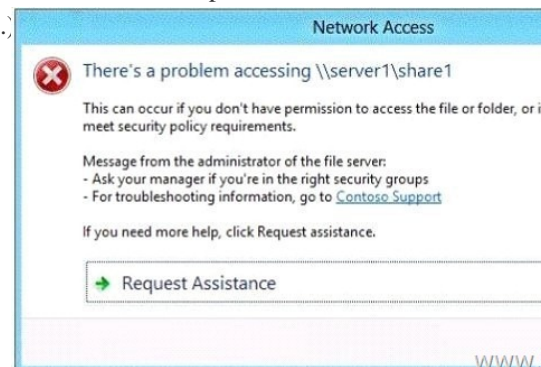 .)
Network Access
There's a problem accessing \\server1\share1
This can occur if you don't have permission to access the file or folder, or i
meet security policy requirements.
Message from the administrator of the file server:
- Ask your manager if you're in the right security groups
- For troubleshooting information, go to Contoso Support
If you need more help, click Request assistance.
Request Assistance
www